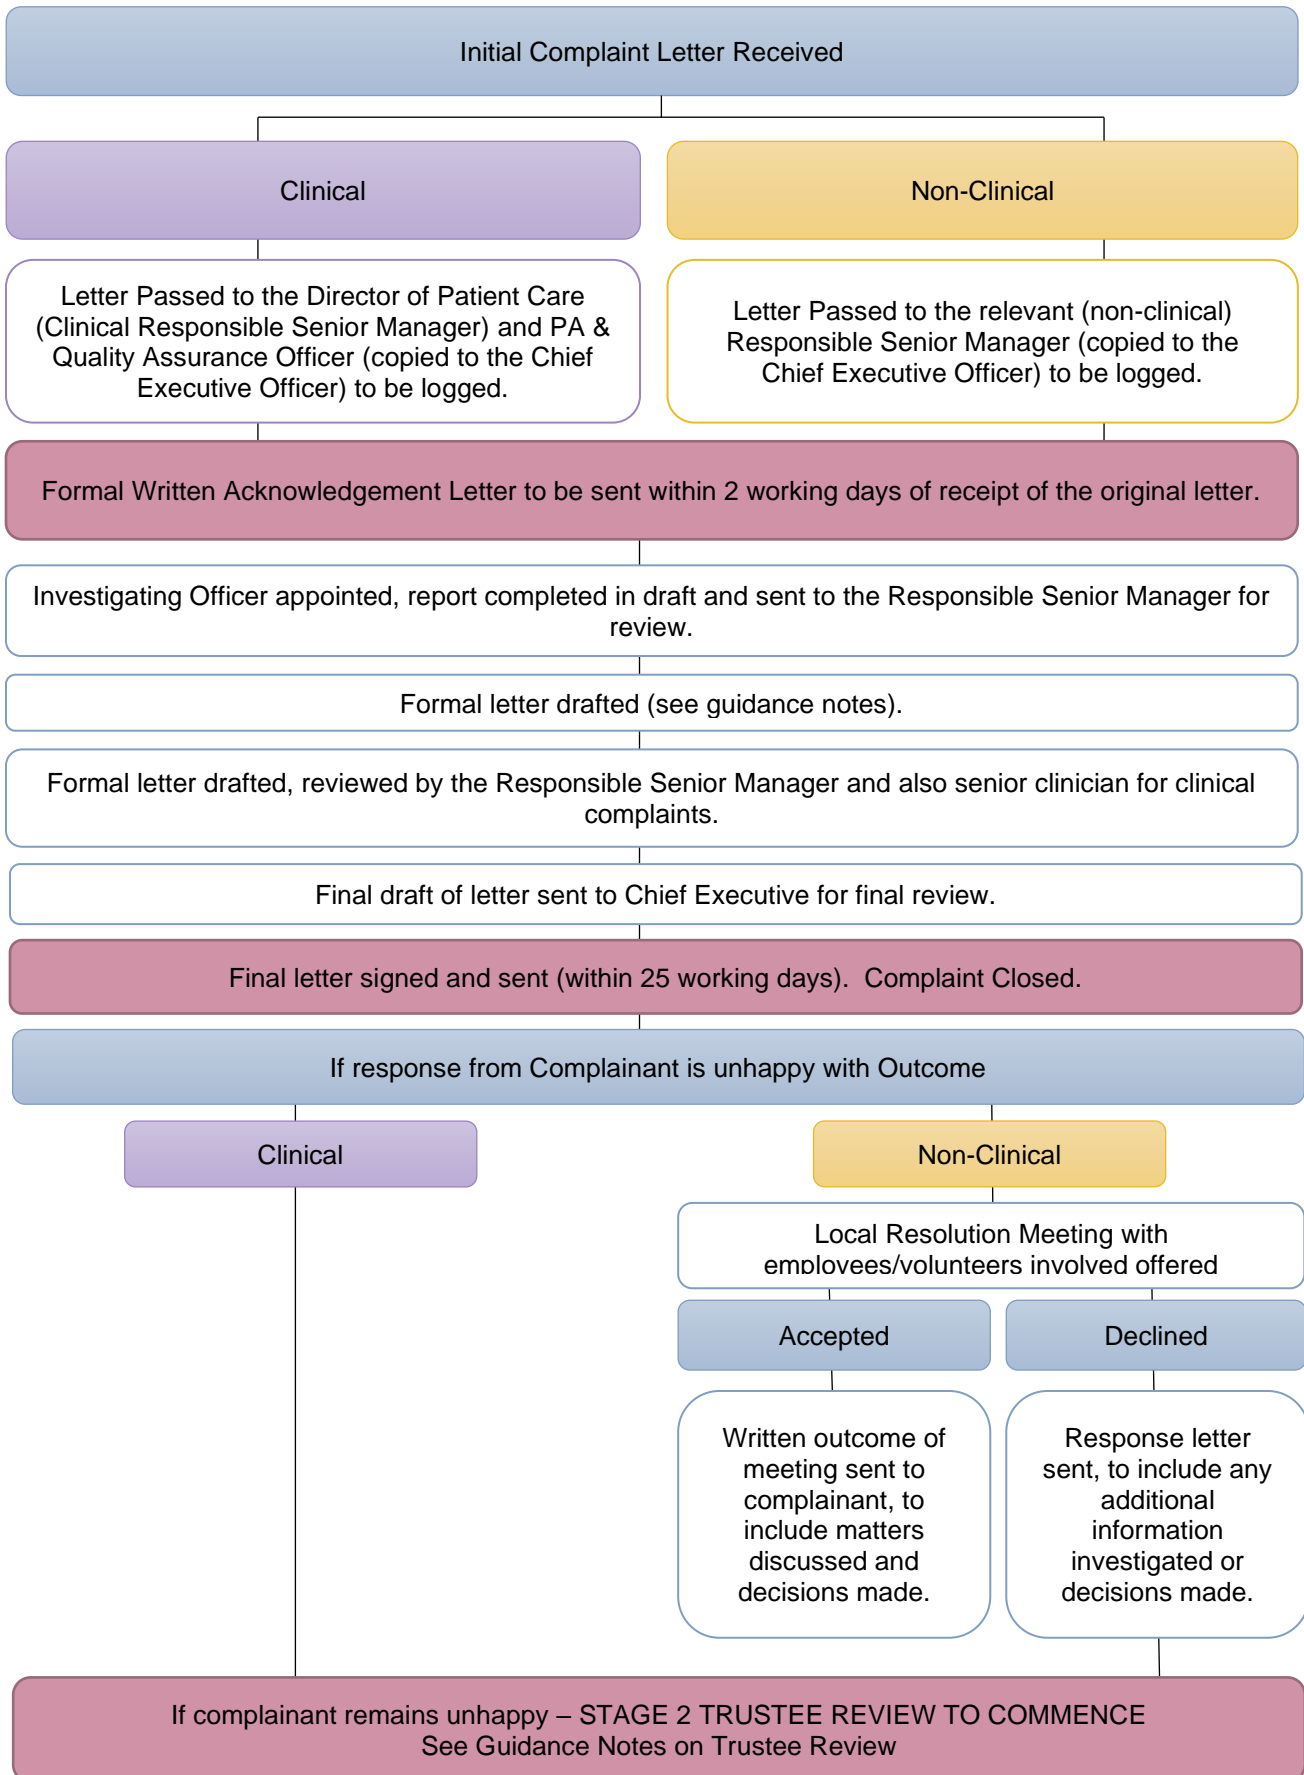 Initial Complaint Letter Received
Clinical
Non-Clinical
Letter Passed to the Director of Patient Care
(Clinical Responsible Senior Manager) and PA &
Quality Assurance Officer (copied to the Chief
Executive Officer) to be logged.
Letter Passed to the relevant (non-clinical)
Responsible Senior Manager (copied to the
Chief Executive Officer) to be logged.
Formal Written Acknowledgement Letter to be sent within 2 working days of receipt of the original letter.
Investigating Officer appointed, report completed in draft and sent to the Responsible Senior Manager for
review.
Formal letter drafted (see guidance notes).
Formal letter drafted, reviewed by the Responsible Senior Manager and also senior clinician for clinical
complaints.
Final draft of letter sent to Chief Executive for final review.
Final letter signed and sent (within 25 working days).  Complaint Closed.
If response from Complainant is unhappy with Outcome
Clinical
Non-Clinical
Local Resolution Meeting with
employees/volunteers involved offered
Accepted
Declined
Written outcome of
meeting sent to
complainant, to
include matters
discussed and
decisions made.
Response letter
sent, to include any
additional
information
investigated or
decisions made.
If complainant remains unhappy – STAGE 2 TRUSTEE REVIEW TO COMMENCE
See Guidance Notes on Trustee Review